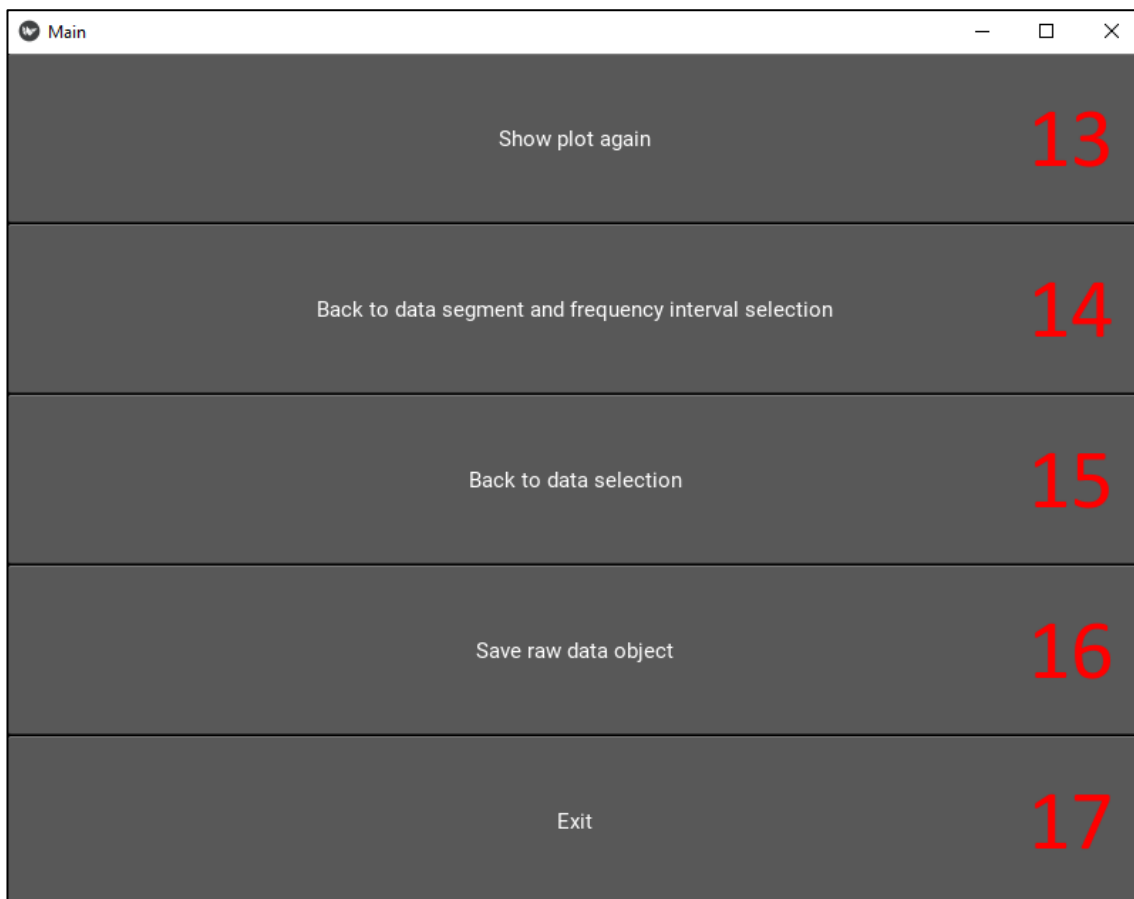 Main
Show plot again 13
Back to data segment and frequency interval selection 14
Back to data selection 15
Save raw data object 16
Exit 17